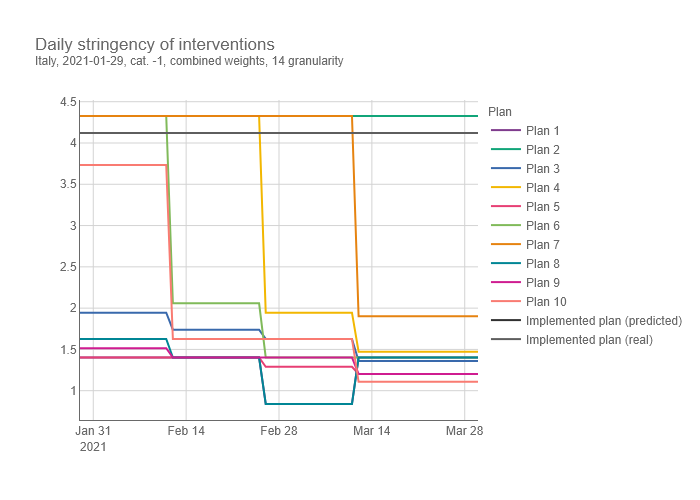 Daily stringency of interventions
Italy, 2021-01-29, cat. -1, combined weights, 14 granularity
4.5
4
3.5
3
2.5
2
1.5
1
Jan 31
2021
Feb 14
Feb 28
Mar 14
Mar 28
Plan
Plan 1
Plan 2
Plan 3
Plan 4
Plan 5
Plan 6
Plan 7
Plan 8
Plan 9
Plan 10
Implemented plan (predicted)
Implemented plan (real)